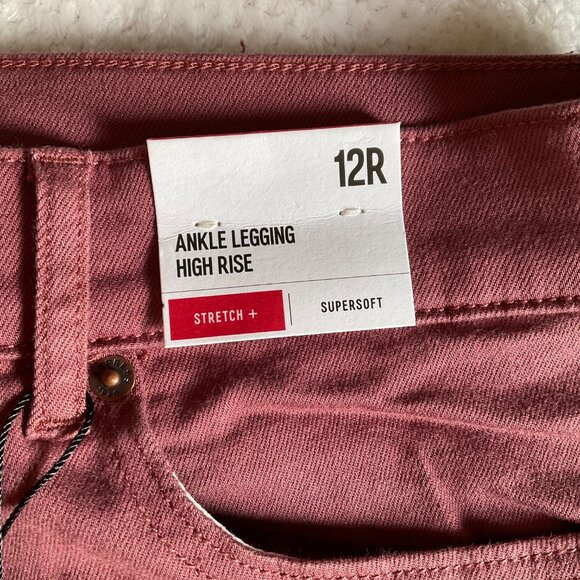 12R
ANKLE LEGGING
HIGH RISE
STRETCH +
SUPERSOFT